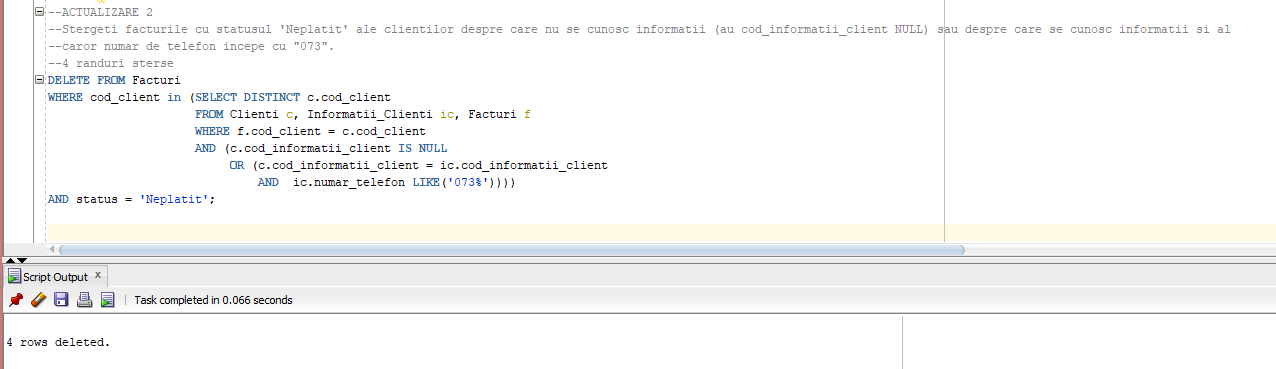 --ACTUALIZARE 2
--Stergeti facturile cu statusul 'Neplatit' ale clientilor despre care nu se cunosc informatii (au cod_informatii_client NULL) sau despre care se cunosc informatii si al
--caror numar de telefon incepe cu "073".
--4 randuri sterse
DELETE FROM Facturi
WHERE cod_client in (SELECT DISTINCT c.cod_client
FROM Clienti c, Informatii_Clienti ic, Facturi f
WHERE f.cod_client = c.cod_client
AND (c.cod_informatii_client IS NULL
OR (c.cod_informatii_client = ic.cod_informatii_client
AND  ic.numar_telefon LIKE('073%'))))
AND status = 'Neplatit';
Script Output x
Task completed in 0.066 seconds
4 rows deleted.